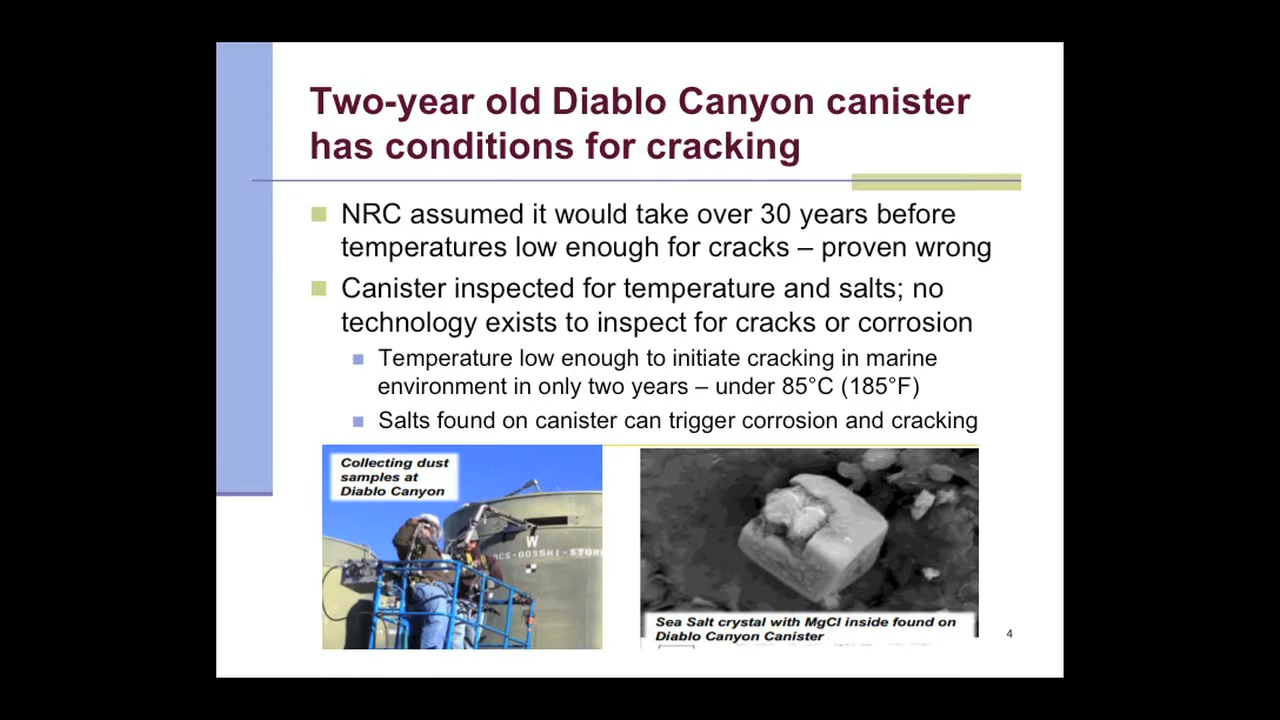 Two-year old Diablo Canyon canister
has conditions for cracking
NRC assumed it would take over 30 years before
temperatures low enough for cracks – proven wrong
Canister inspected for temperature and salts; no
technology exists to inspect for cracks or corrosion
Temperature low enough to initiate cracking in marine
environment in only two years – under 85°C (185°F)
Salts found on canister can trigger corrosion and cracking
Collecting dust
samples at
Diablo Canyon
W
Sea Salt crystal with MgCl inside found on
Diablo Canyon Canister
4